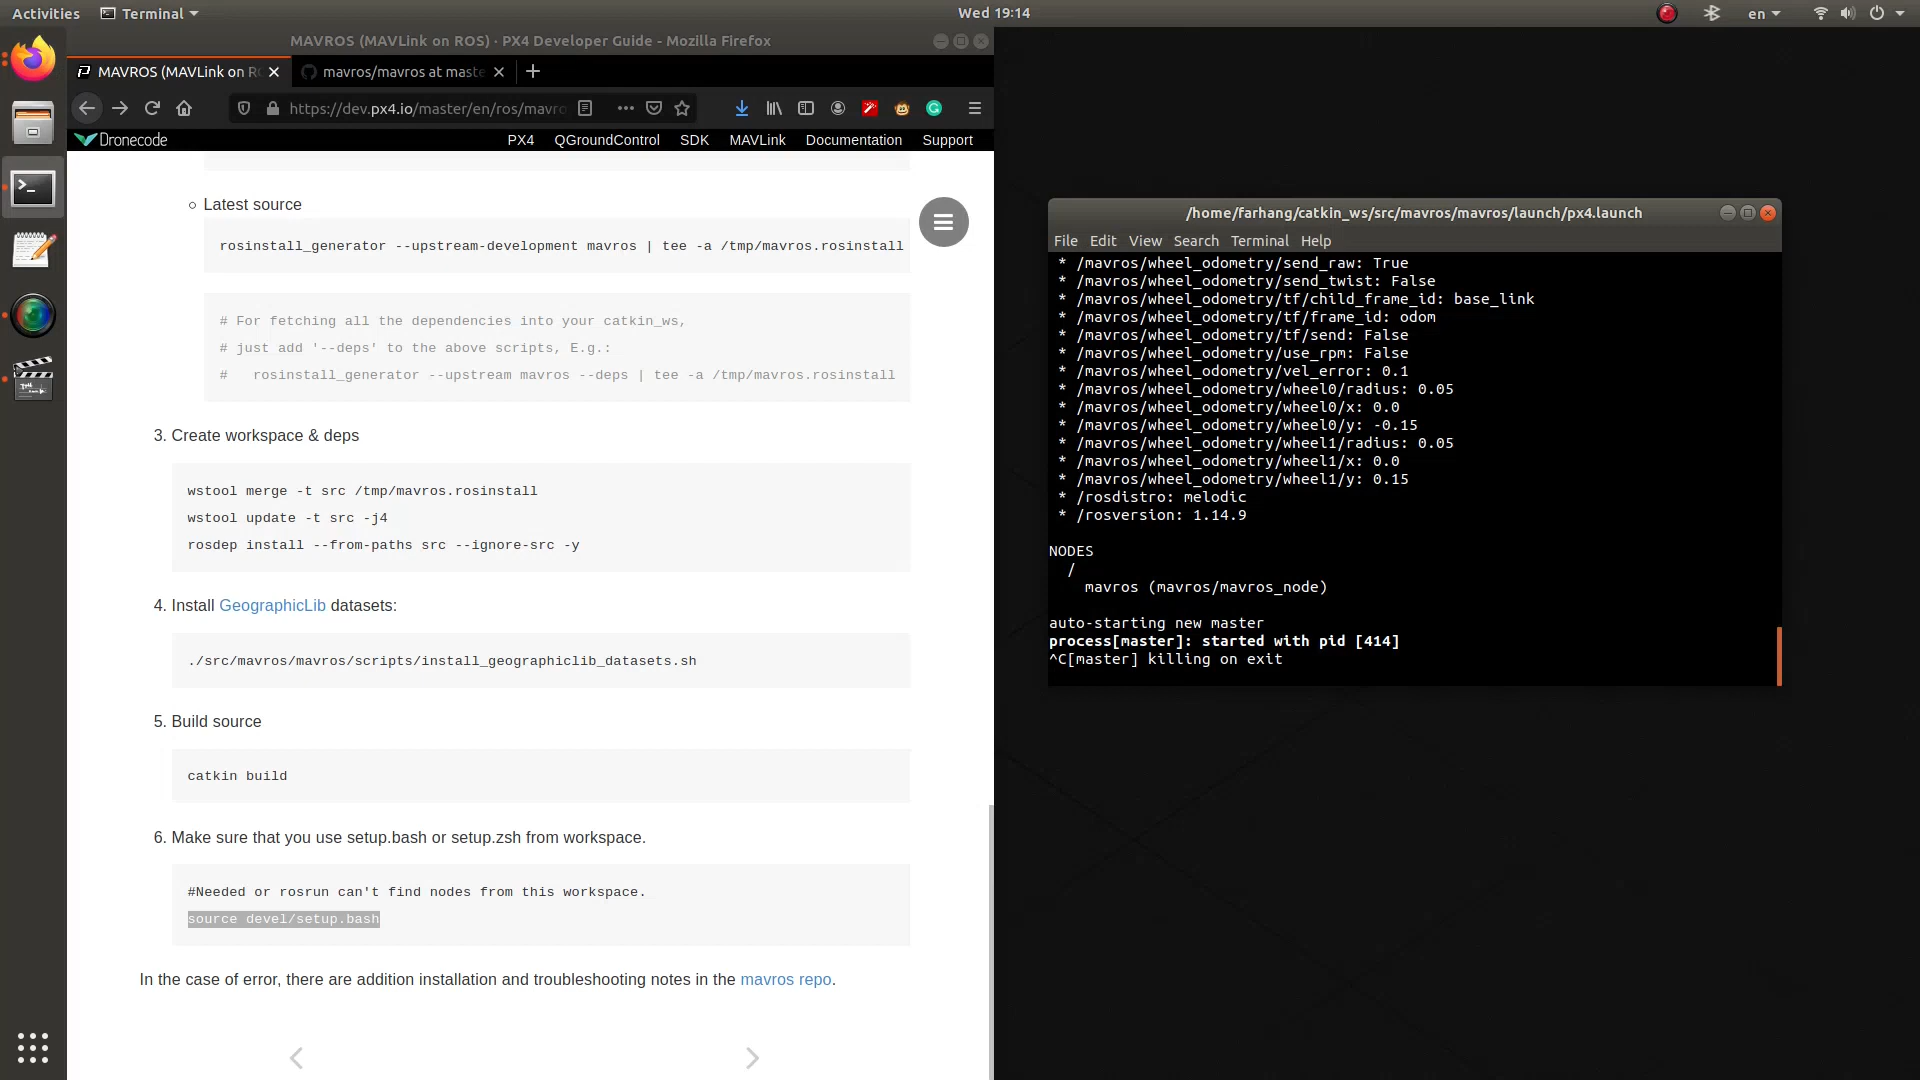 Activities
Terminal
Wed 19:14
en
MAVROS (MAVLink on ROS) · PX4 Developer Guide - Mozilla Firefox
MAVROS (MAVLink on RO
mavros/mavros at maste
https://dev.px4.io/master/en/ros/mavro
Dronecode
PX4
QGroundControl
SDK
MAVLink
Documentation
Support
Latest source
rosinstall_generator --upstream-development mavros | tee -a /tmp/mavros.rosinstall
# For fetching all the dependencies into your catkin_ws,
# just add '--deps' to the above scripts, E.g.:
#   rosinstall_generator --upstream mavros --deps | tee -a /tmp/mavros.rosinstall
3. Create workspace & deps
wstool merge -t src /tmp/mavros.rosinstall
wstool update -t src -j4
rosdep install --from-paths src --ignore-src -y
4. Install GeographicLib datasets:
./src/mavros/mavros/scripts/install_geographiclib_datasets.sh
5. Build source
catkin build
6. Make sure that you use setup.bash or setup.zsh from workspace.
#Needed or rosrun can't find nodes from this workspace.
source devel/setup.bash
In the case of error, there are addition installation and troubleshooting notes in the mavros repo.
/home/farhang/catkin_ws/src/mavros/mavros/launch/px4.launch
File Edit View Search Terminal Help
* /mavros/wheel_odometry/send_raw: True
* /mavros/wheel_odometry/send_twist: False
* /mavros/wheel_odometry/tf/child_frame_id: base_link
* /mavros/wheel_odometry/tf/frame_id: odom
* /mavros/wheel_odometry/tf/send: False
* /mavros/wheel_odometry/use_rpm: False
* /mavros/wheel_odometry/vel_error: 0.1
* /mavros/wheel_odometry/wheel0/radius: 0.05
* /mavros/wheel_odometry/wheel0/x: 0.0
* /mavros/wheel_odometry/wheel0/y: -0.15
* /mavros/wheel_odometry/wheel1/radius: 0.05
* /mavros/wheel_odometry/wheel1/x: 0.0
* /mavros/wheel_odometry/wheel1/y: 0.15
* /rosdistro: melodic
* /rosversion: 1.14.9
NODES
/
mavros (mavros/mavros_node)
auto-starting new master
process[master]: started with pid [414]
^C[master] killing on exit